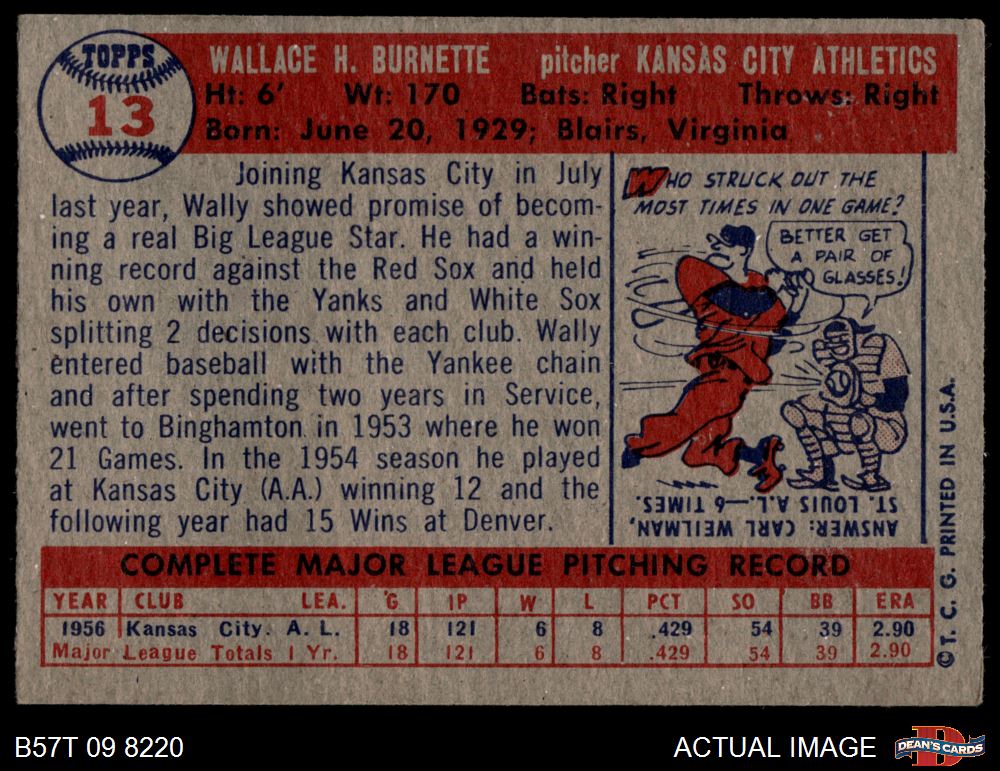 TOPPS
13
WALLACE H. BURNETTE pitcher KANSAS CITY ATHLETICS
Ht: 6' Wt: 170 Bats: Right Throws: Right
Born: June 20, 1929; Blairs, Virginia
Joining Kansas City in July
last year, Wally showed promise of becom-
ing a real Big League Star. He had a win-
ning record against the Red Sox and held
his own with the Yanks and White Sox
splitting 2 decisions with each club. Wally
entered baseball with the Yankee chain
and after spending two years in Service,
went to Binghamton in 1953 where he won
21 Games. In the 1954 season he played
at Kansas City (A.A.) winning 12 and the
following year had 15 Wins at Denver.
WHO STRUCK OUT THE
MOST TIMES IN ONE GAME?
BETTER GET
A PAIR OF
GLASSES!
ANSWER: CARL WEILMAN,
ST. LOUIS A.L.—6 TIMES.
© T. C. G. PRINTED IN U.S.A.
COMPLETE MAJOR LEAGUE PITCHING RECORD
YEAR CLUB LEA. G IP W L PCT SO BB ERA
1956 Kansas City. A. L. 18 121 6 8 .429 54 39 2.90
Major League Totals 1 Yr. 18 121 6 8 .429 54 39 2.90
B57T 09 8220
ACTUAL IMAGE
D
DEAN'S CARDS